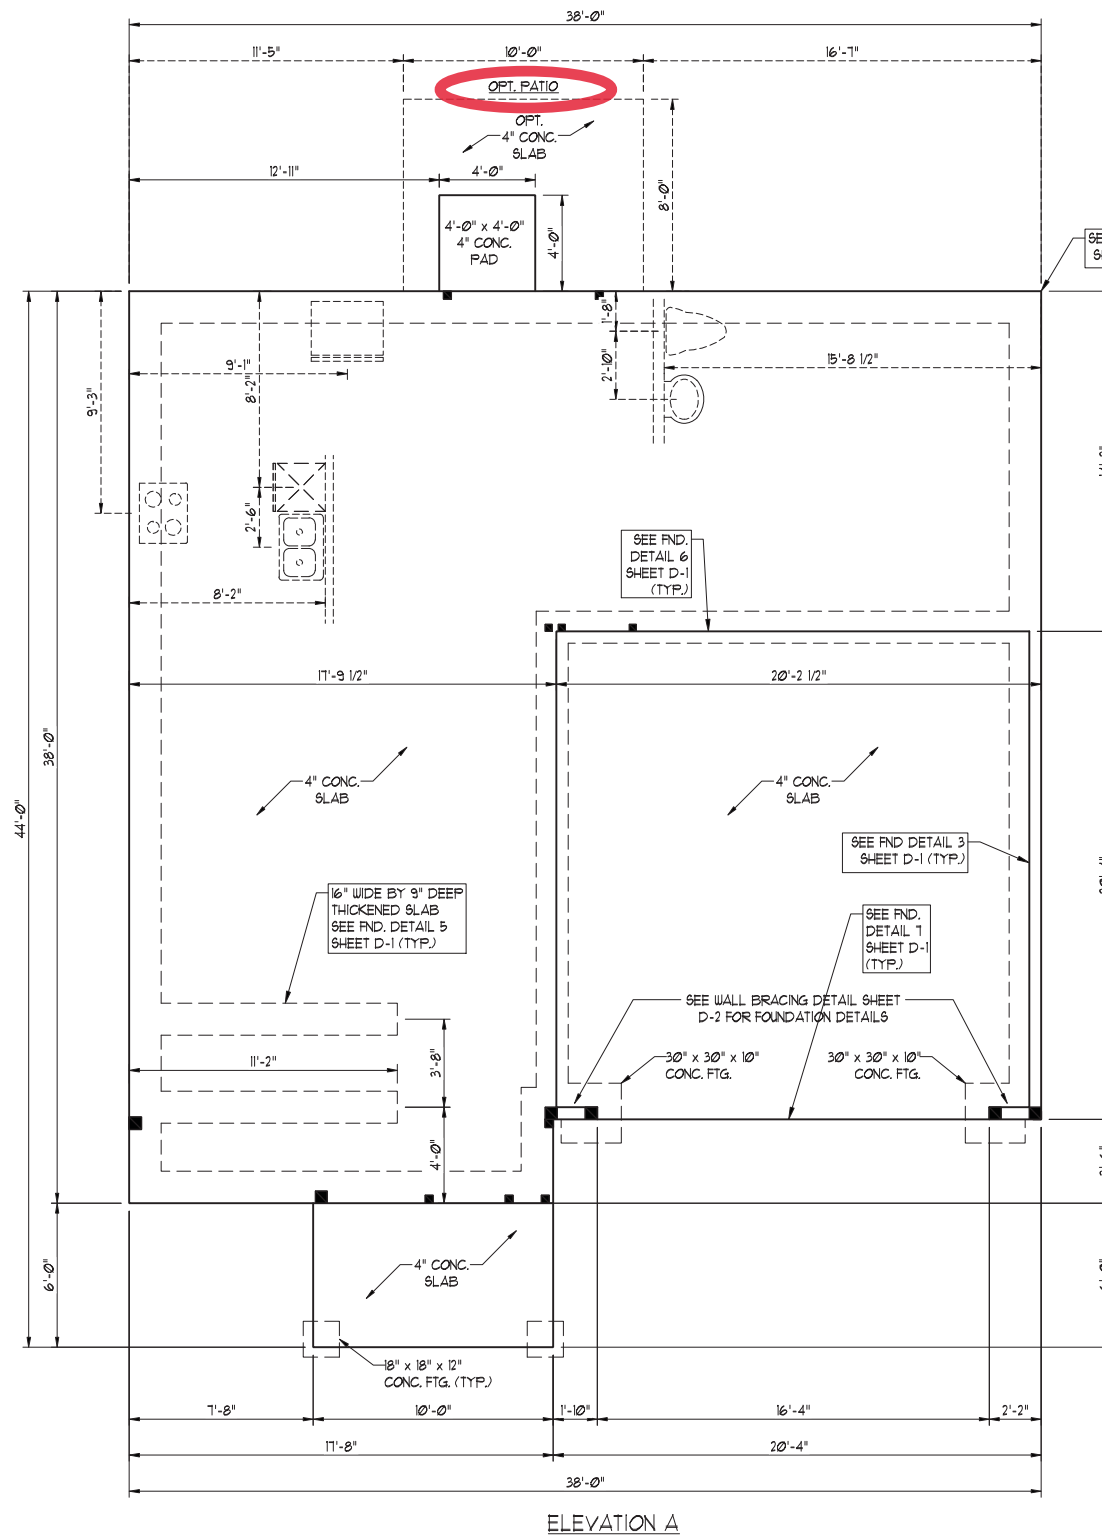 38'-0"
11'-5"
10'-0"
16'-7"
OPT. PATIO
OPT.
4" CONC.
SLAB
12'-11"
4'-0"
8'-0"
4'-0" x 4'-0"
4" CONC.
PAD
4'-0"
1'-8"
9'-1"
8'-2"
2'-10"
15'-8 1/2"
9'-3"
2'-6"
8'-2"
SEE FND.
DETAIL 6
SHEET D-1
(TYP.)
17'-9 1/2"
20'-2 1/2"
38'-0"
44'-0"
4" CONC.
SLAB
4" CONC.
SLAB
SEE FND DETAIL 3
SHEET D-1 (TYP.)
16" WIDE BY 9" DEEP
THICKENED SLAB
SEE FND. DETAIL 5
SHEET D-1 (TYP.)
SEE FND.
DETAIL 7
SHEET D-1
(TYP.)
SEE WALL BRACING DETAIL SHEET
D-2 FOR FOUNDATION DETAILS
11'-2"
3'-8"
30" x 30" x 10"
CONC. FTG.
30" x 30" x 10"
CONC. FTG.
4'-0"
6'-0"
4" CONC.
SLAB
18" x 18" x 12"
CONC. FTG. (TYP.)
7'-8"
10'-0"
1'-10"
16'-4"
2'-2"
17'-8"
20'-4"
38'-0"
ELEVATION A